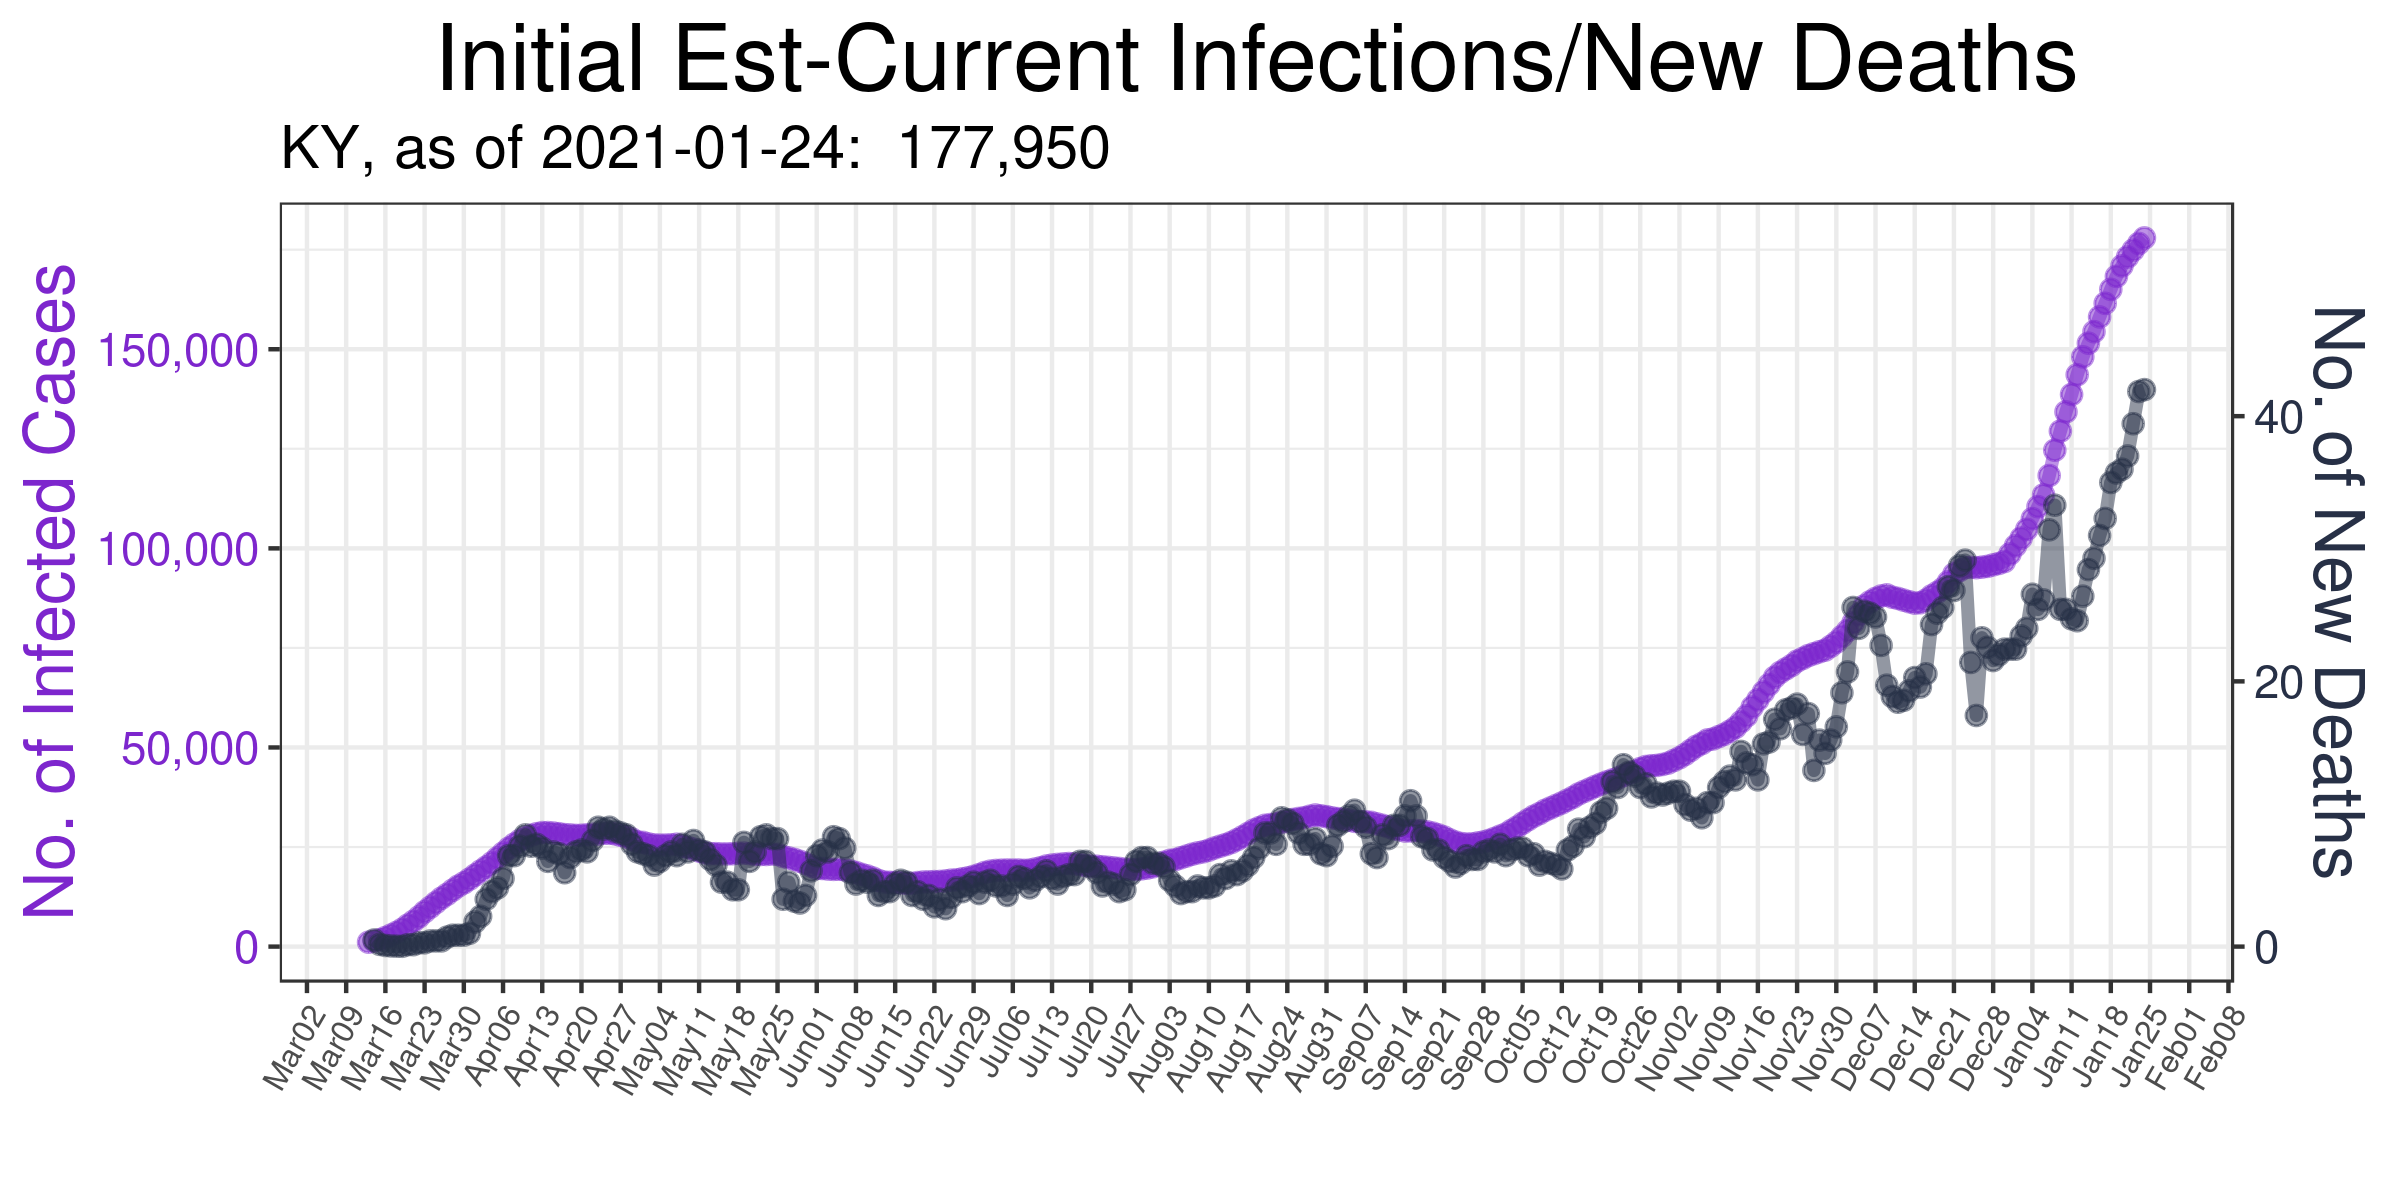 Initial Est-Current Infections/New Deaths
KY, as of 2021-01-24:  177,950
No. of Infected Cases
150,000
100,000
50,000
0
40
20
0
No. of New Deaths
Mar02
Mar09
Mar16
Mar23
Mar30
Apr06
Apr13
Apr20
Apr27
May04
May11
May18
May25
Jun01
Jun08
Jun15
Jun22
Jun29
Jul06
Jul13
Jul20
Jul27
Aug03
Aug10
Aug17
Aug24
Aug31
Sep07
Sep14
Sep21
Sep28
Oct05
Oct12
Oct19
Oct26
Nov02
Nov09
Nov16
Nov23
Nov30
Dec07
Dec14
Dec21
Dec28
Dec04
Jan11
Jan18
Jan25
Feb01
Feb08